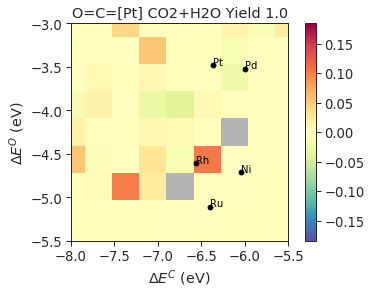 O=C=[Pt] CO2+H2O Yield 1.0
−3.0
−3.5
−4.0
−4.5
−5.0
−5.5
ΔE^O (eV)
Pt
Pd
Rh
Ni
Ru
−8.0 −7.5 −7.0 −6.5 −6.0 −5.5
ΔE^C (eV)
0.15
0.10
0.05
0.00
−0.05
−0.10
−0.15